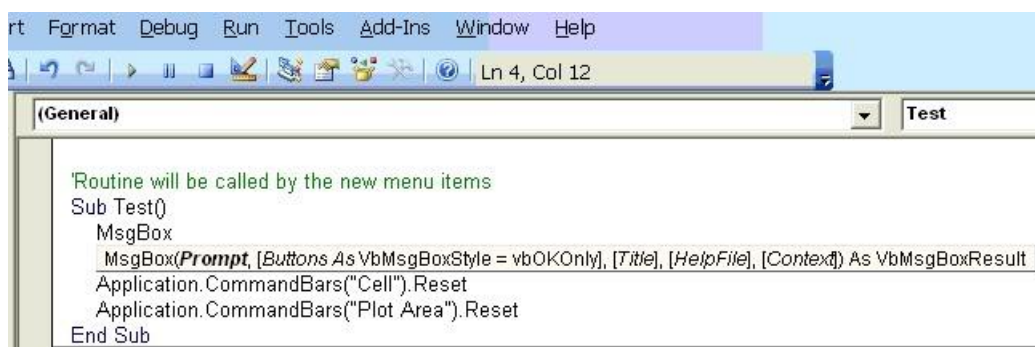 rt Format Debug Run Tools Add-Ins Window Help
Ln 4, Col 12
(General) Test
'Routine will be called by the new menu items
Sub Test()
MsgBox
MsgBox(Prompt, [Buttons As VbMsgBoxStyle = vbOKOnly], [Title], [HelpFile], [Context]) As VbMsgBoxResult
Application.CommandBars("Cell").Reset
Application.CommandBars("Plot Area").Reset
End Sub